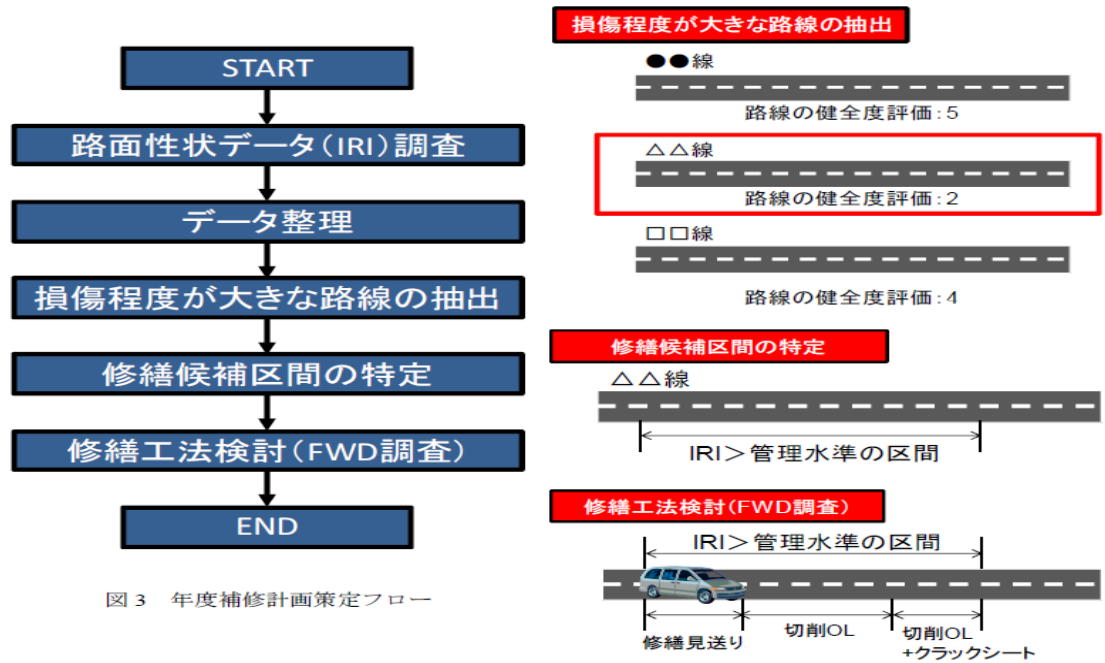 START
路面性状データ(IRI)調査
データ整理
損傷程度が大きな路線の抽出
修繕候補区間の特定
修繕工法検討(FWD調査)
END
図3 年度補修計画策定フロー
損傷程度が大きな路線の抽出
●●線
路線の健全度評価:5
△△線
路線の健全度評価:2
□□線
路線の健全度評価:4
修繕候補区間の特定
△△線
IRI>管理水準の区間
修繕工法検討(FWD調査)
IRI>管理水準の区間
修繕見送り
切削OL
切削OL
+クラックシート